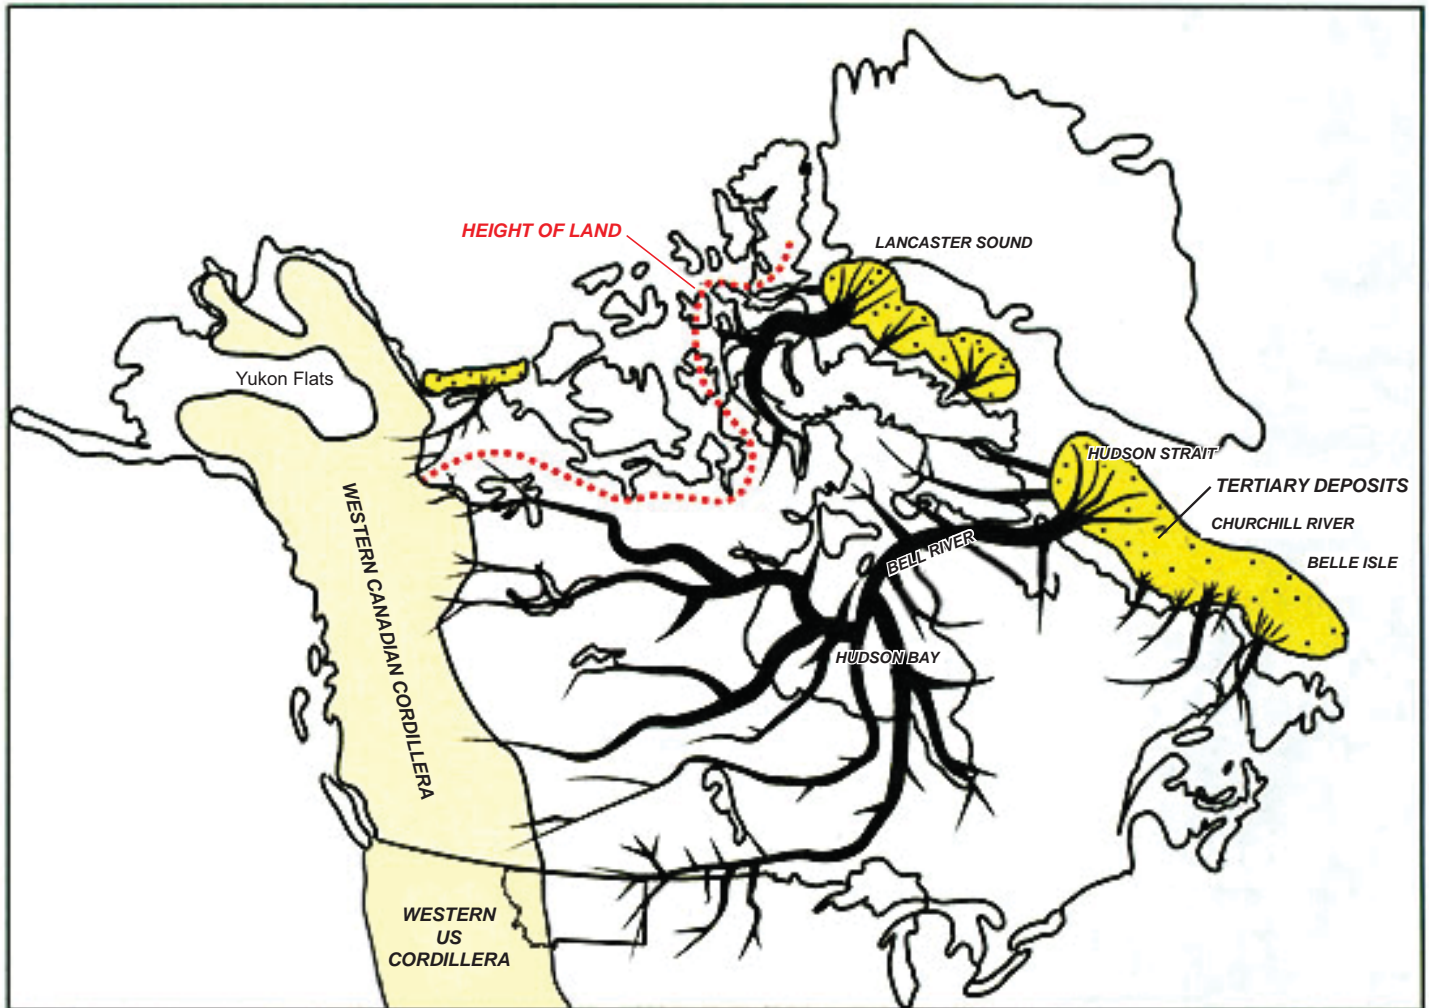 HEIGHT OF LAND
LANCASTER SOUND
Yukon Flats
HUDSON STRAIT
TERTIARY DEPOSITS
CHURCHILL RIVER
BELLE ISLE
BELL RIVER
WESTERN CANADIAN CORDILLERA
HUDSON BAY
WESTERN
US
CORDILLERA